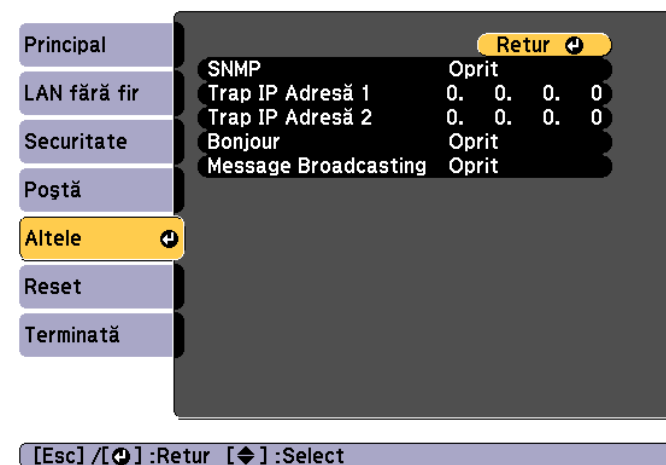 Principal
LAN fără fir
Securitate
Poştă
Altele
Reset
Terminată
Retur
SNMP Oprit
Trap IP Adresă 1 0. 0. 0. 0
Trap IP Adresă 2 0. 0. 0. 0
Bonjour Oprit
Message Broadcasting Oprit
[Esc] /[ ] :Retur [ ] :Select